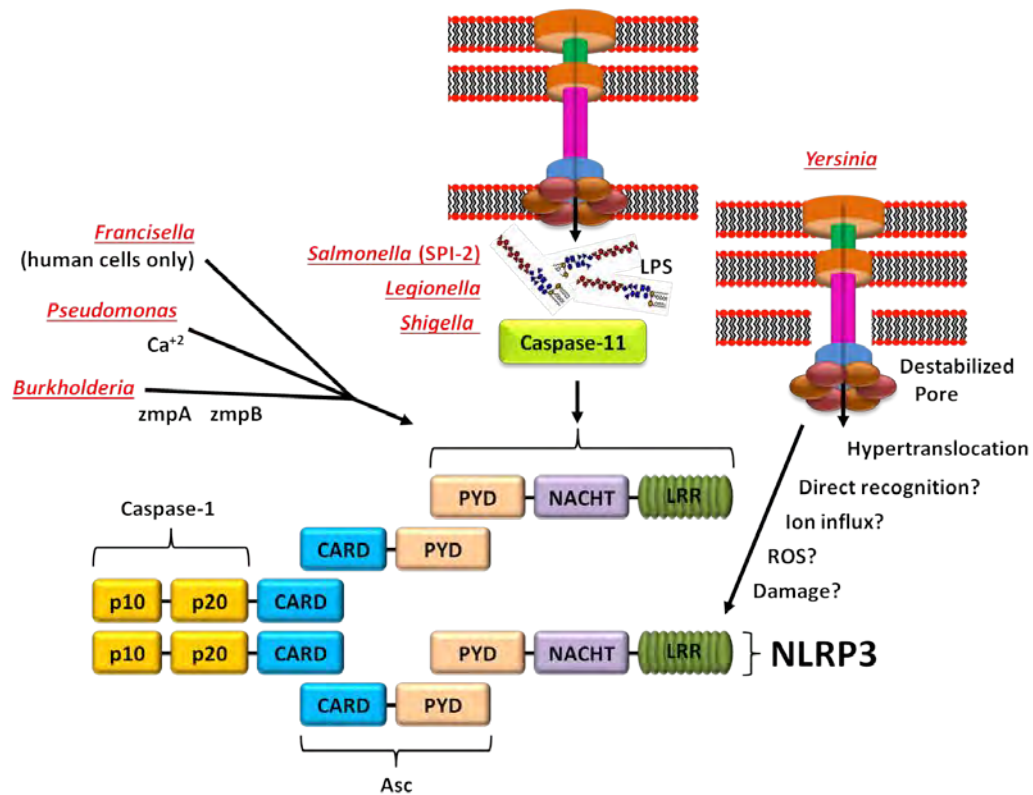 Yersinia
Francisella
(human cells only)
Salmonella (SPI-2)
LPS
Legionella
Pseudomonas
Shigella
Ca+2
Caspase-11
Destabilized
Pore
Burkholderia
zmpA zmpB
Hypertranslocation
PYD NACHT LRR
Direct recognition?
Caspase-1
Ion influx?
CARD PYD
ROS?
p10 p20 CARD
Damage?
p10 p20 CARD
PYD NACHT LRR
NLRP3
CARD PYD
Asc